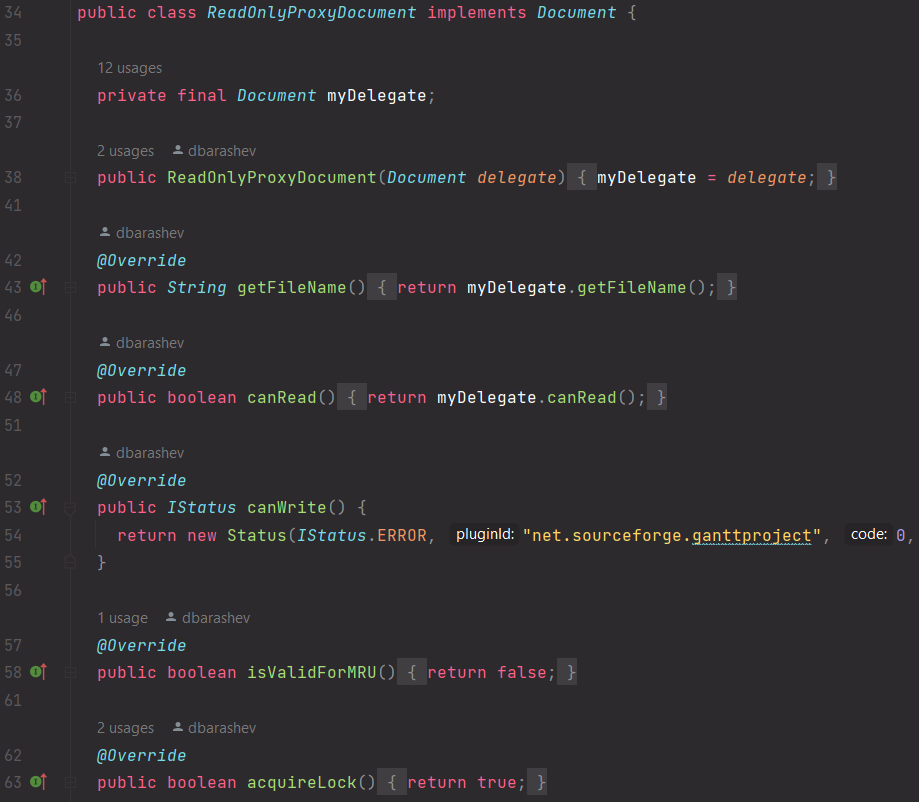 34 public class ReadOnlyProxyDocument implements Document {
35
12 usages
36 private final Document myDelegate;
37
2 usages dbarashev
38 public ReadOnlyProxyDocument(Document delegate) { myDelegate = delegate; }
41
dbarashev
42 @Override
43 public String getFileName() { return myDelegate.getFileName(); }
46
dbarashev
47 @Override
48 public boolean canRead() { return myDelegate.canRead(); }
51
dbarashev
52 @Override
53 public IStatus canWrite() {
54 return new Status(IStatus.ERROR, pluginId: "net.sourceforge.ganttproject", code: 0,
55 }
56
1 usage dbarashev
57 @Override
58 public boolean isValidForMRU() { return false; }
61
2 usages dbarashev
62 @Override
63 public boolean acquireLock() { return true; }